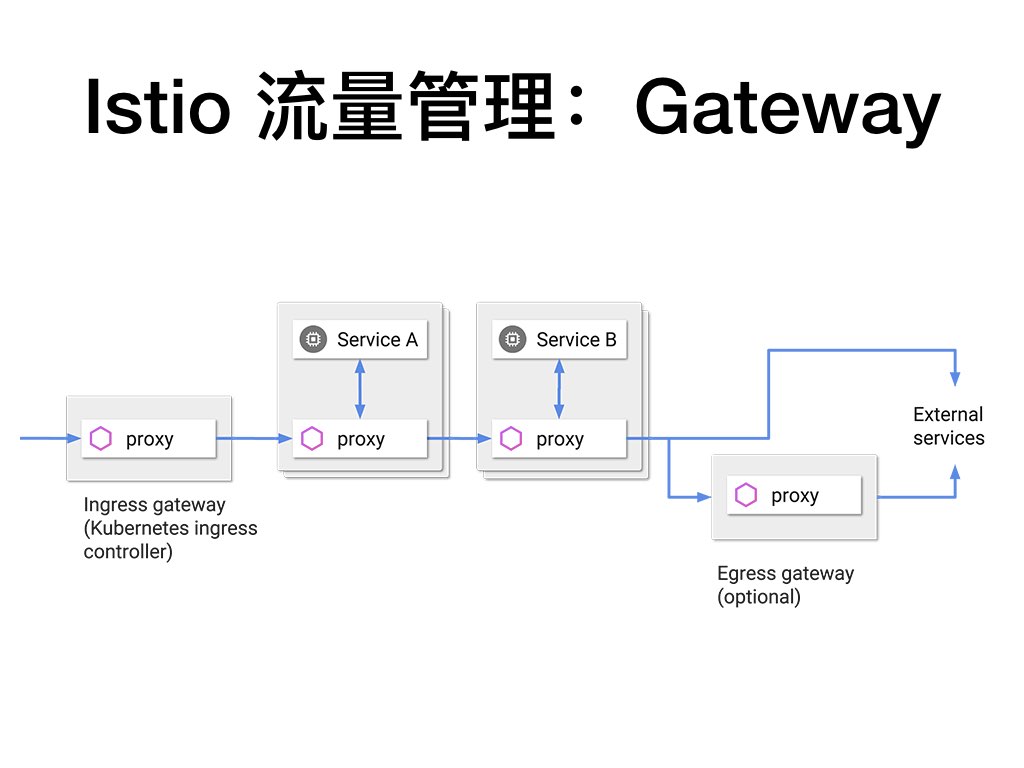 Istio 流量管理：Gateway
Service A
Service B
proxy
proxy
proxy
External
services
proxy
Ingress gateway
(Kubernetes ingress
controller)
Egress gateway
(optional)